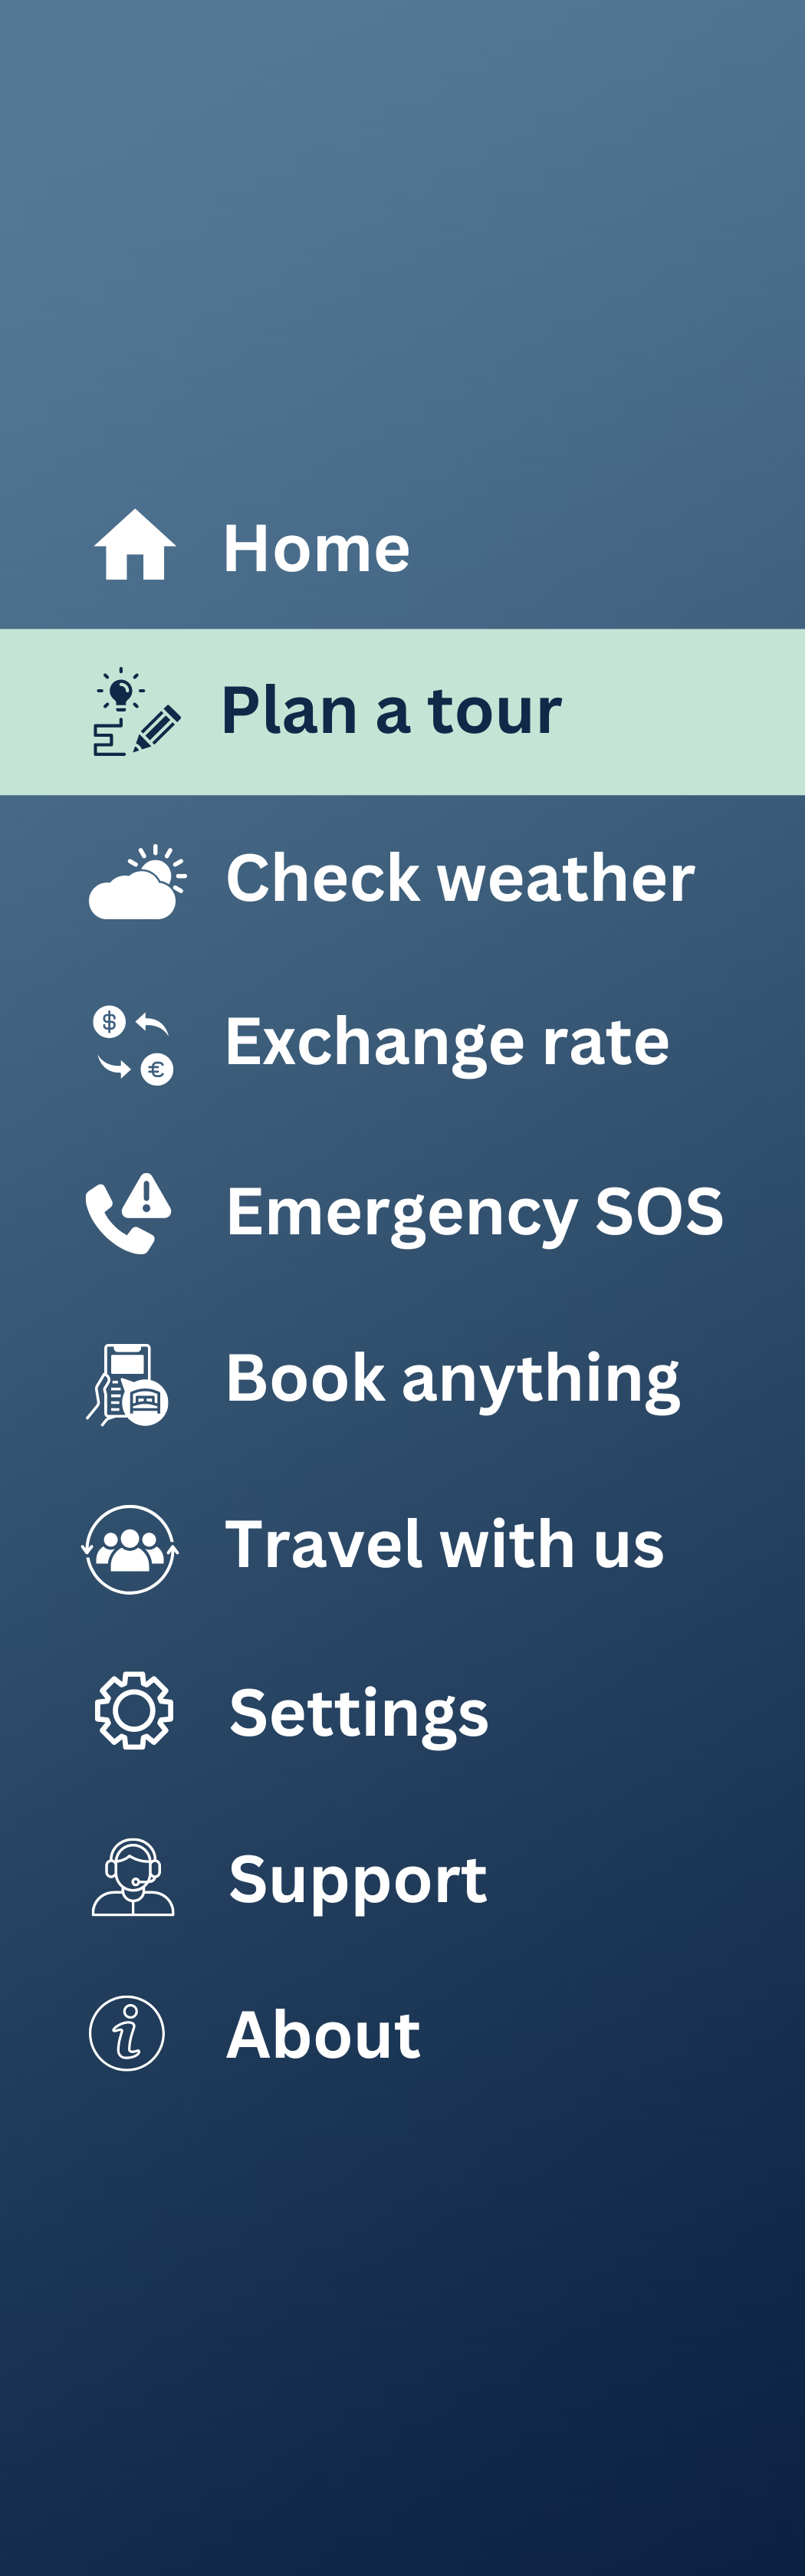 Home
Plan a tour
Check weather
$
Exchange rate
€
Emergency SOS
Book anything
Travel with us
Settings
Support
i
About